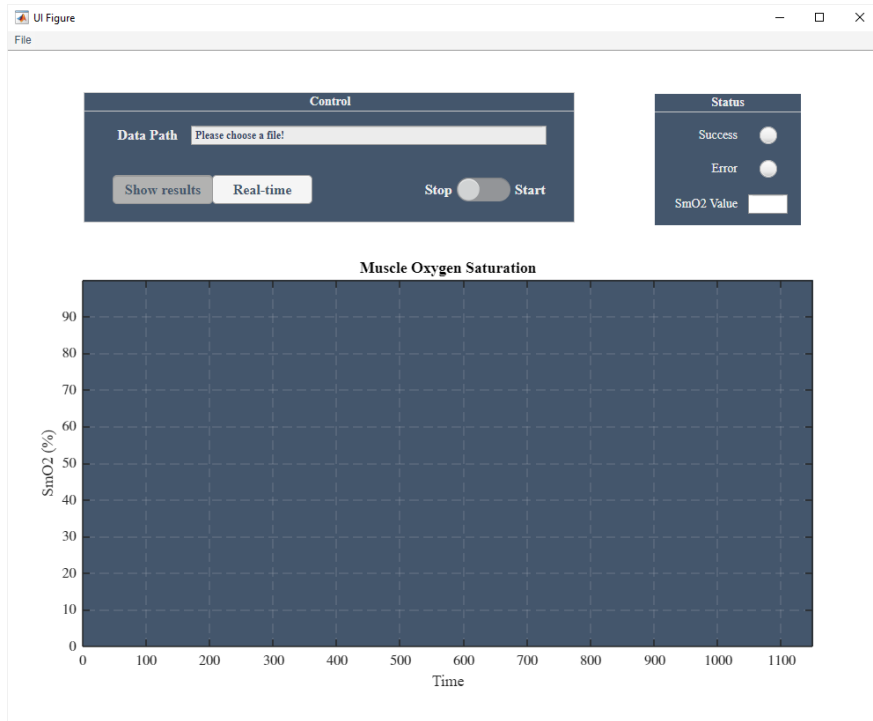 UI Figure
File
Control
Data Path Please choose a file!
Show results Real-time Stop Start
Status
Success
Error
SmO2 Value
Muscle Oxygen Saturation
90
80
70
60
50
40
30
20
10
0
SmO2 (%)
0 100 200 300 400 500 600 700 800 900 1000 1100
Time